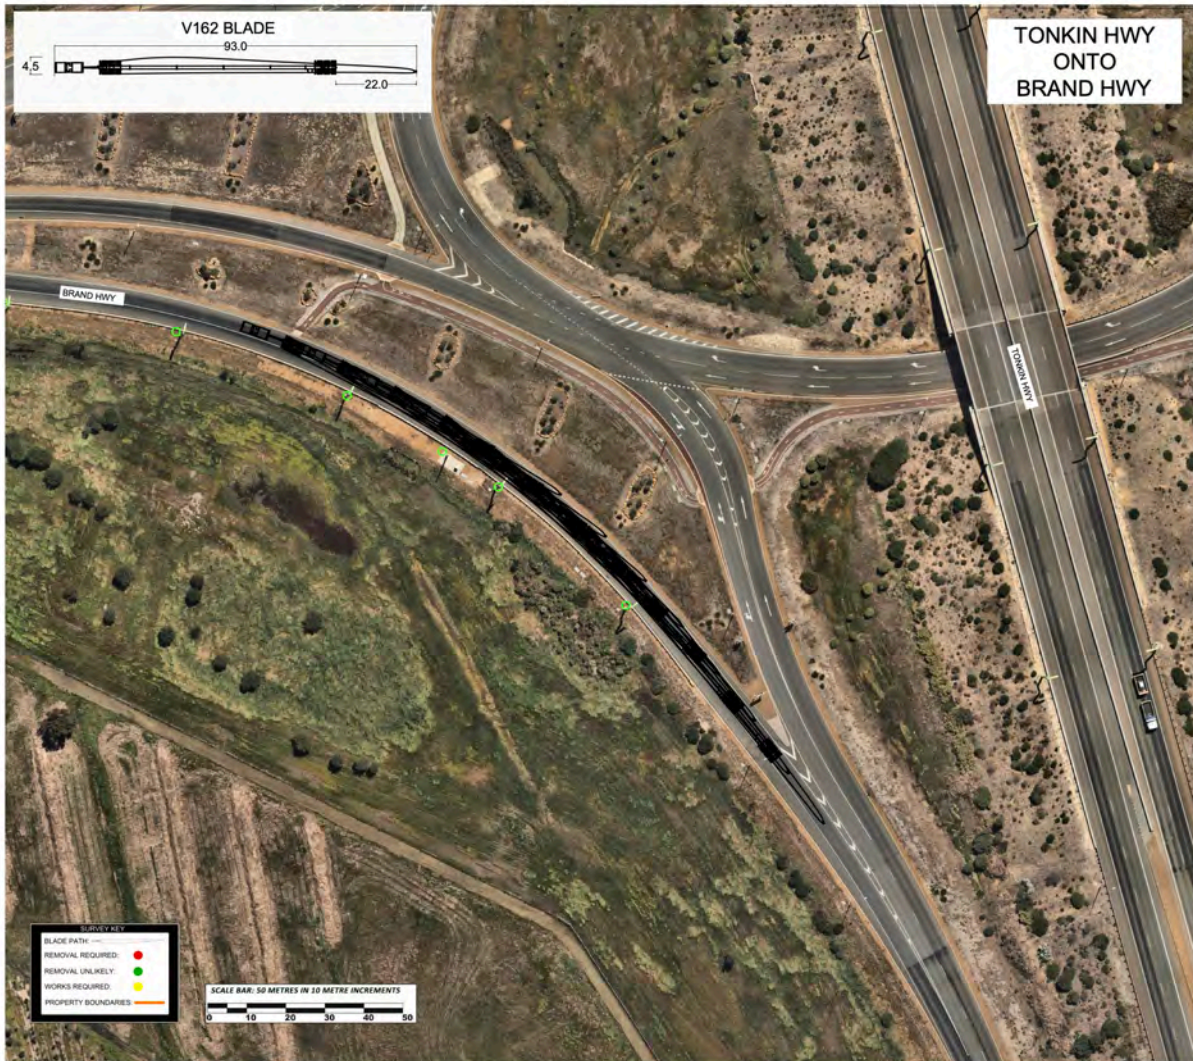 V162 BLADE
93.0
4.5
22.0
TONKIN HWY
ONTO
BRAND HWY
BRAND HWY
TONKIN HWY
SURVEY KEY
BLADE PATH:
REMOVAL REQUIRED:
REMOVAL UNLIKELY:
WORKS REQUIRED:
PROPERTY BOUNDARIES:
SCALE BAR: 50 METRES IN 10 METRE INCREMENTS
0 10 20 30 40 50